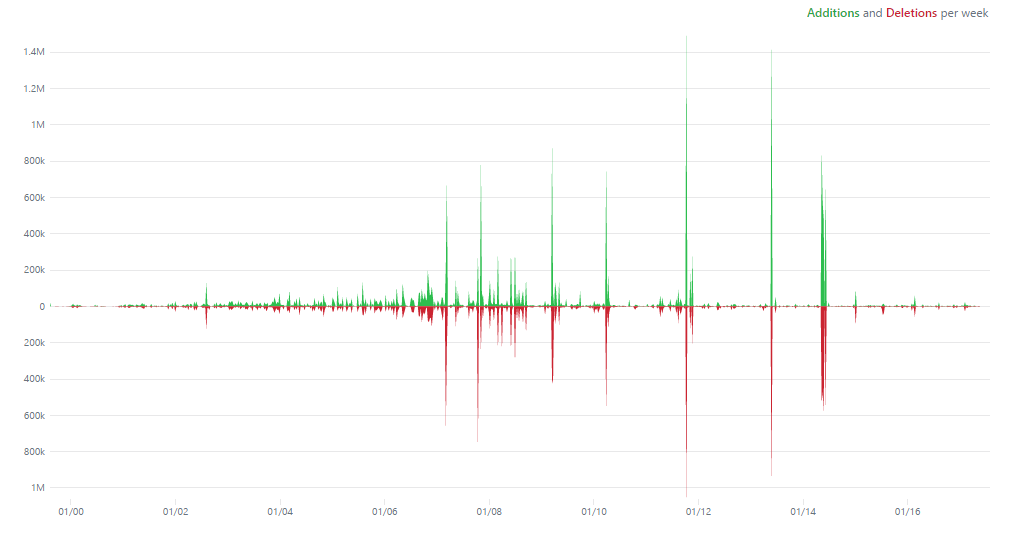 Additions and Deletions per week
1.4M
1.2M
1M
800k
600k
400k
200k
0
200k
400k
600k
800k
1M
01/00 01/02 01/04 01/06 01/08 01/10 01/12 01/14 01/16